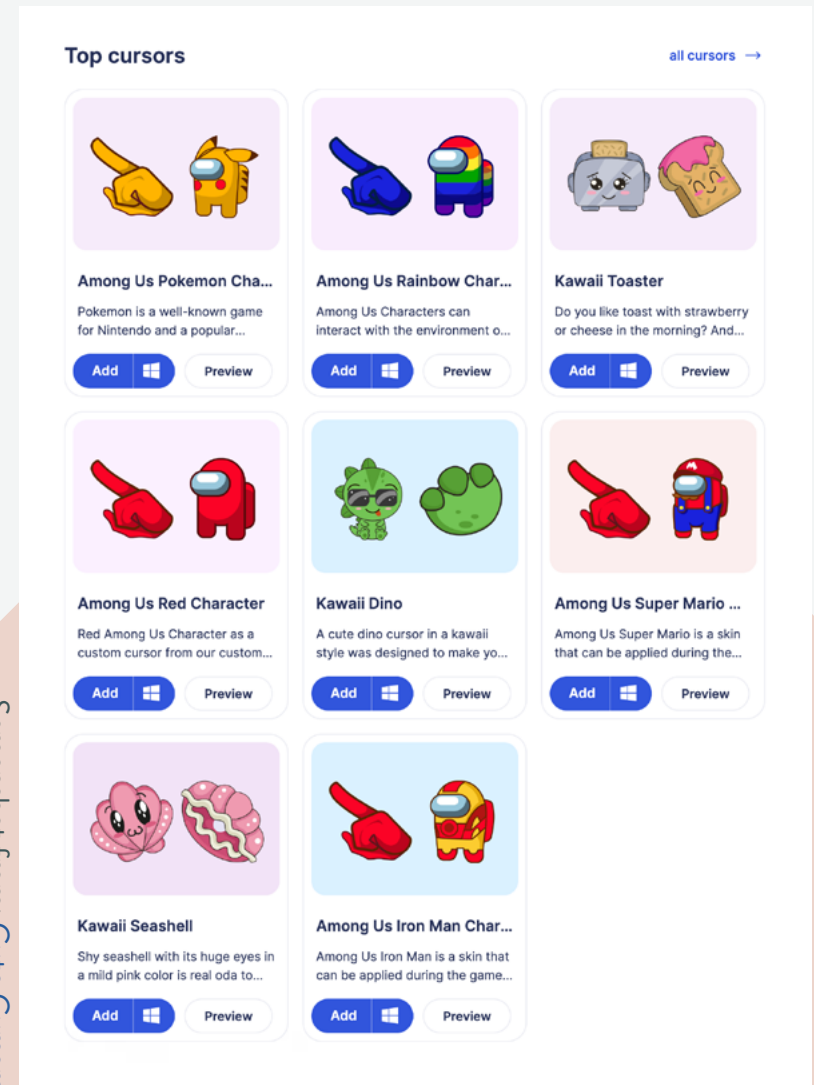 Top cursors
all cursors →
Among Us Pokemon Cha...
Pokemon is a well-known game
for Nintendo and a popular...
Add
Preview
Among Us Rainbow Char...
Among Us Characters can
interact with the environment o...
Add
Preview
Kawaii Toaster
Do you like toast with strawberry
or cheese in the morning? And...
Add
Preview
Among Us Red Character
Red Among Us Character as a
custom cursor from our custom...
Add
Preview
Kawaii Dino
A cute dino cursor in a kawaii
style was designed to make yo...
Add
Preview
M
Among Us Super Mario ...
Among Us Super Mario is a skin
that can be applied during the...
Add
Preview
Kawaii Seashell
Shy seashell with its huge eyes in
a mild pink color is real oda to...
Add
Preview
Among Us Iron Man Char...
Among Us Iron Man is a skin that
can be applied during the game...
Add
Preview